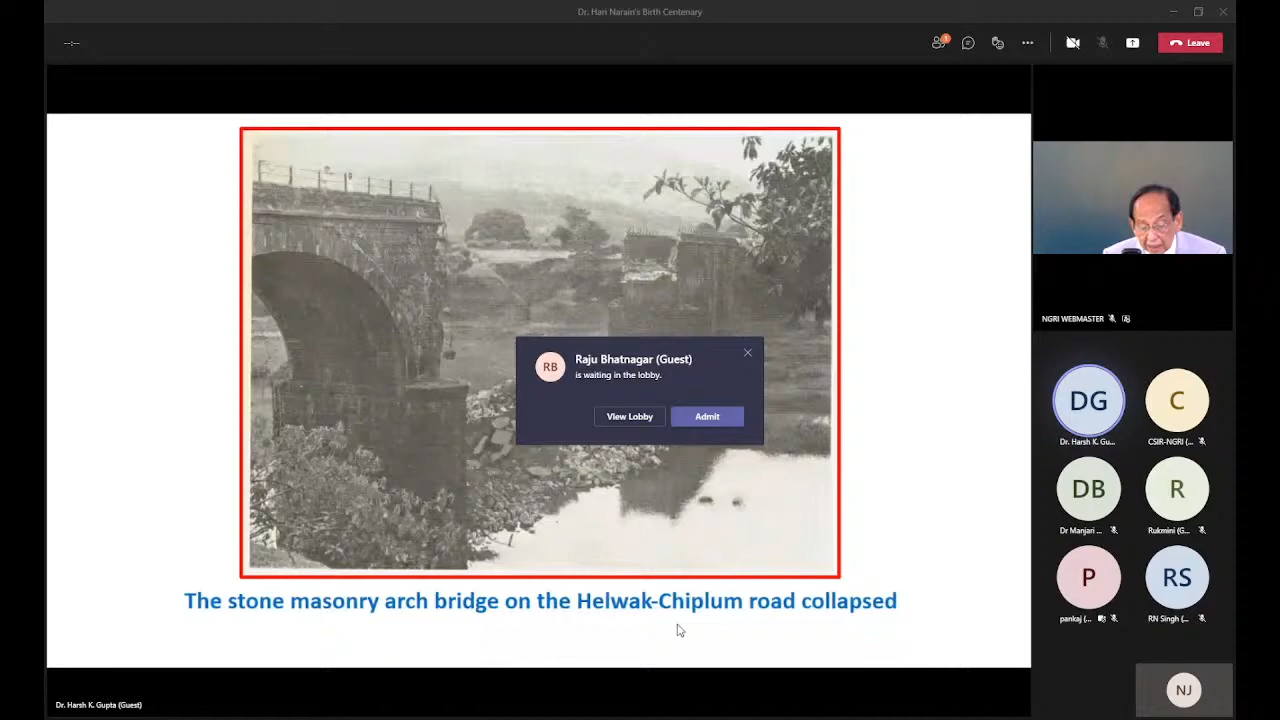 Dr. Hari Narain's Birth Centenary
--:--
1
Leave
Raju Bhatnagar (Guest)
RB
is waiting in the lobby.
View Lobby
Admit
The stone masonry arch bridge on the Helwak-Chiplum road collapsed
Dr. Harsh K. Gupta (Guest)
NGRI WEBMASTER
DG
C
Dr. Harsh K. Gu...
CSIR-NGRI (...
DB
R
Dr Manjari ...
Rukmini (G...
P
RS
pankaj (...
RN Singh (...
NJ